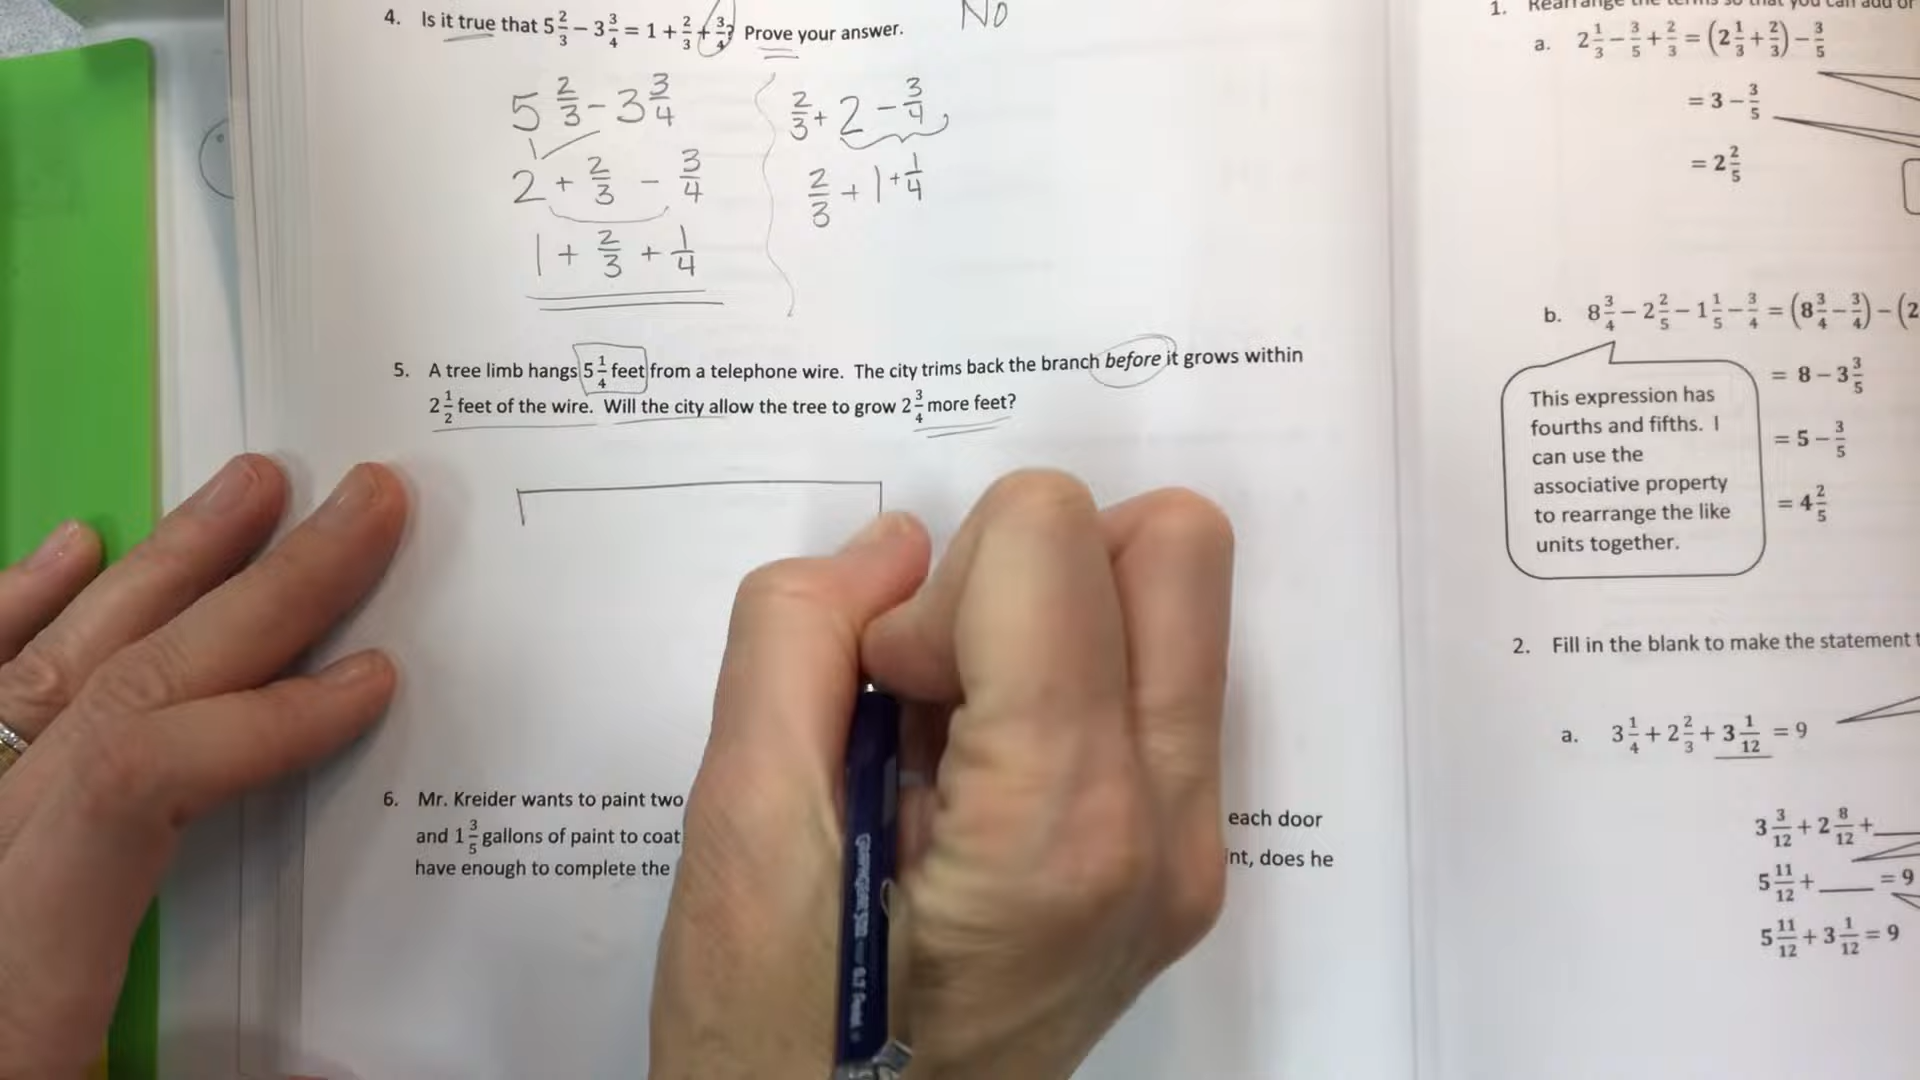 4. Is it true that 5 2/3 − 3 3/4 = 1 + 2/3 + 3/4? Prove your answer.
No
5 2/3 − 3 3/4
2 + 2/3 − 3/4
1 + 2/3 + 1/4
2/3 + 2 − 3/4
2/3 + 1 + 1/4
5. A tree limb hangs 5 1/4 feet from a telephone wire. The city trims back the branch before it grows within
2 1/2 feet of the wire. Will the city allow the tree to grow 2 3/4 more feet?
6. Mr. Kreider wants to paint two
each door
and 1 3/5 gallons of paint to coat
int, does he
have enough to complete the
1. Rearrange the terms so that you can add or
a. 2 1/3 − 3/5 + 2/3 = (2 1/3 + 2/3) − 3/5
= 3 − 3/5
= 2 2/5
b. 8 3/4 − 2 2/5 − 1 1/5 − 3/4 = (8 3/4 − 3/4) − (2
= 8 − 3 3/5
= 5 − 3/5
= 4 2/5
This expression has
fourths and fifths. I
can use the
associative property
to rearrange the like
units together.
2. Fill in the blank to make the statement
a. 3 1/4 + 2 2/3 + 3 1/12 = 9
3 3/12 + 2 8/12 + ___
5 11/12 + ___ = 9
5 11/12 + 3 1/12 = 9